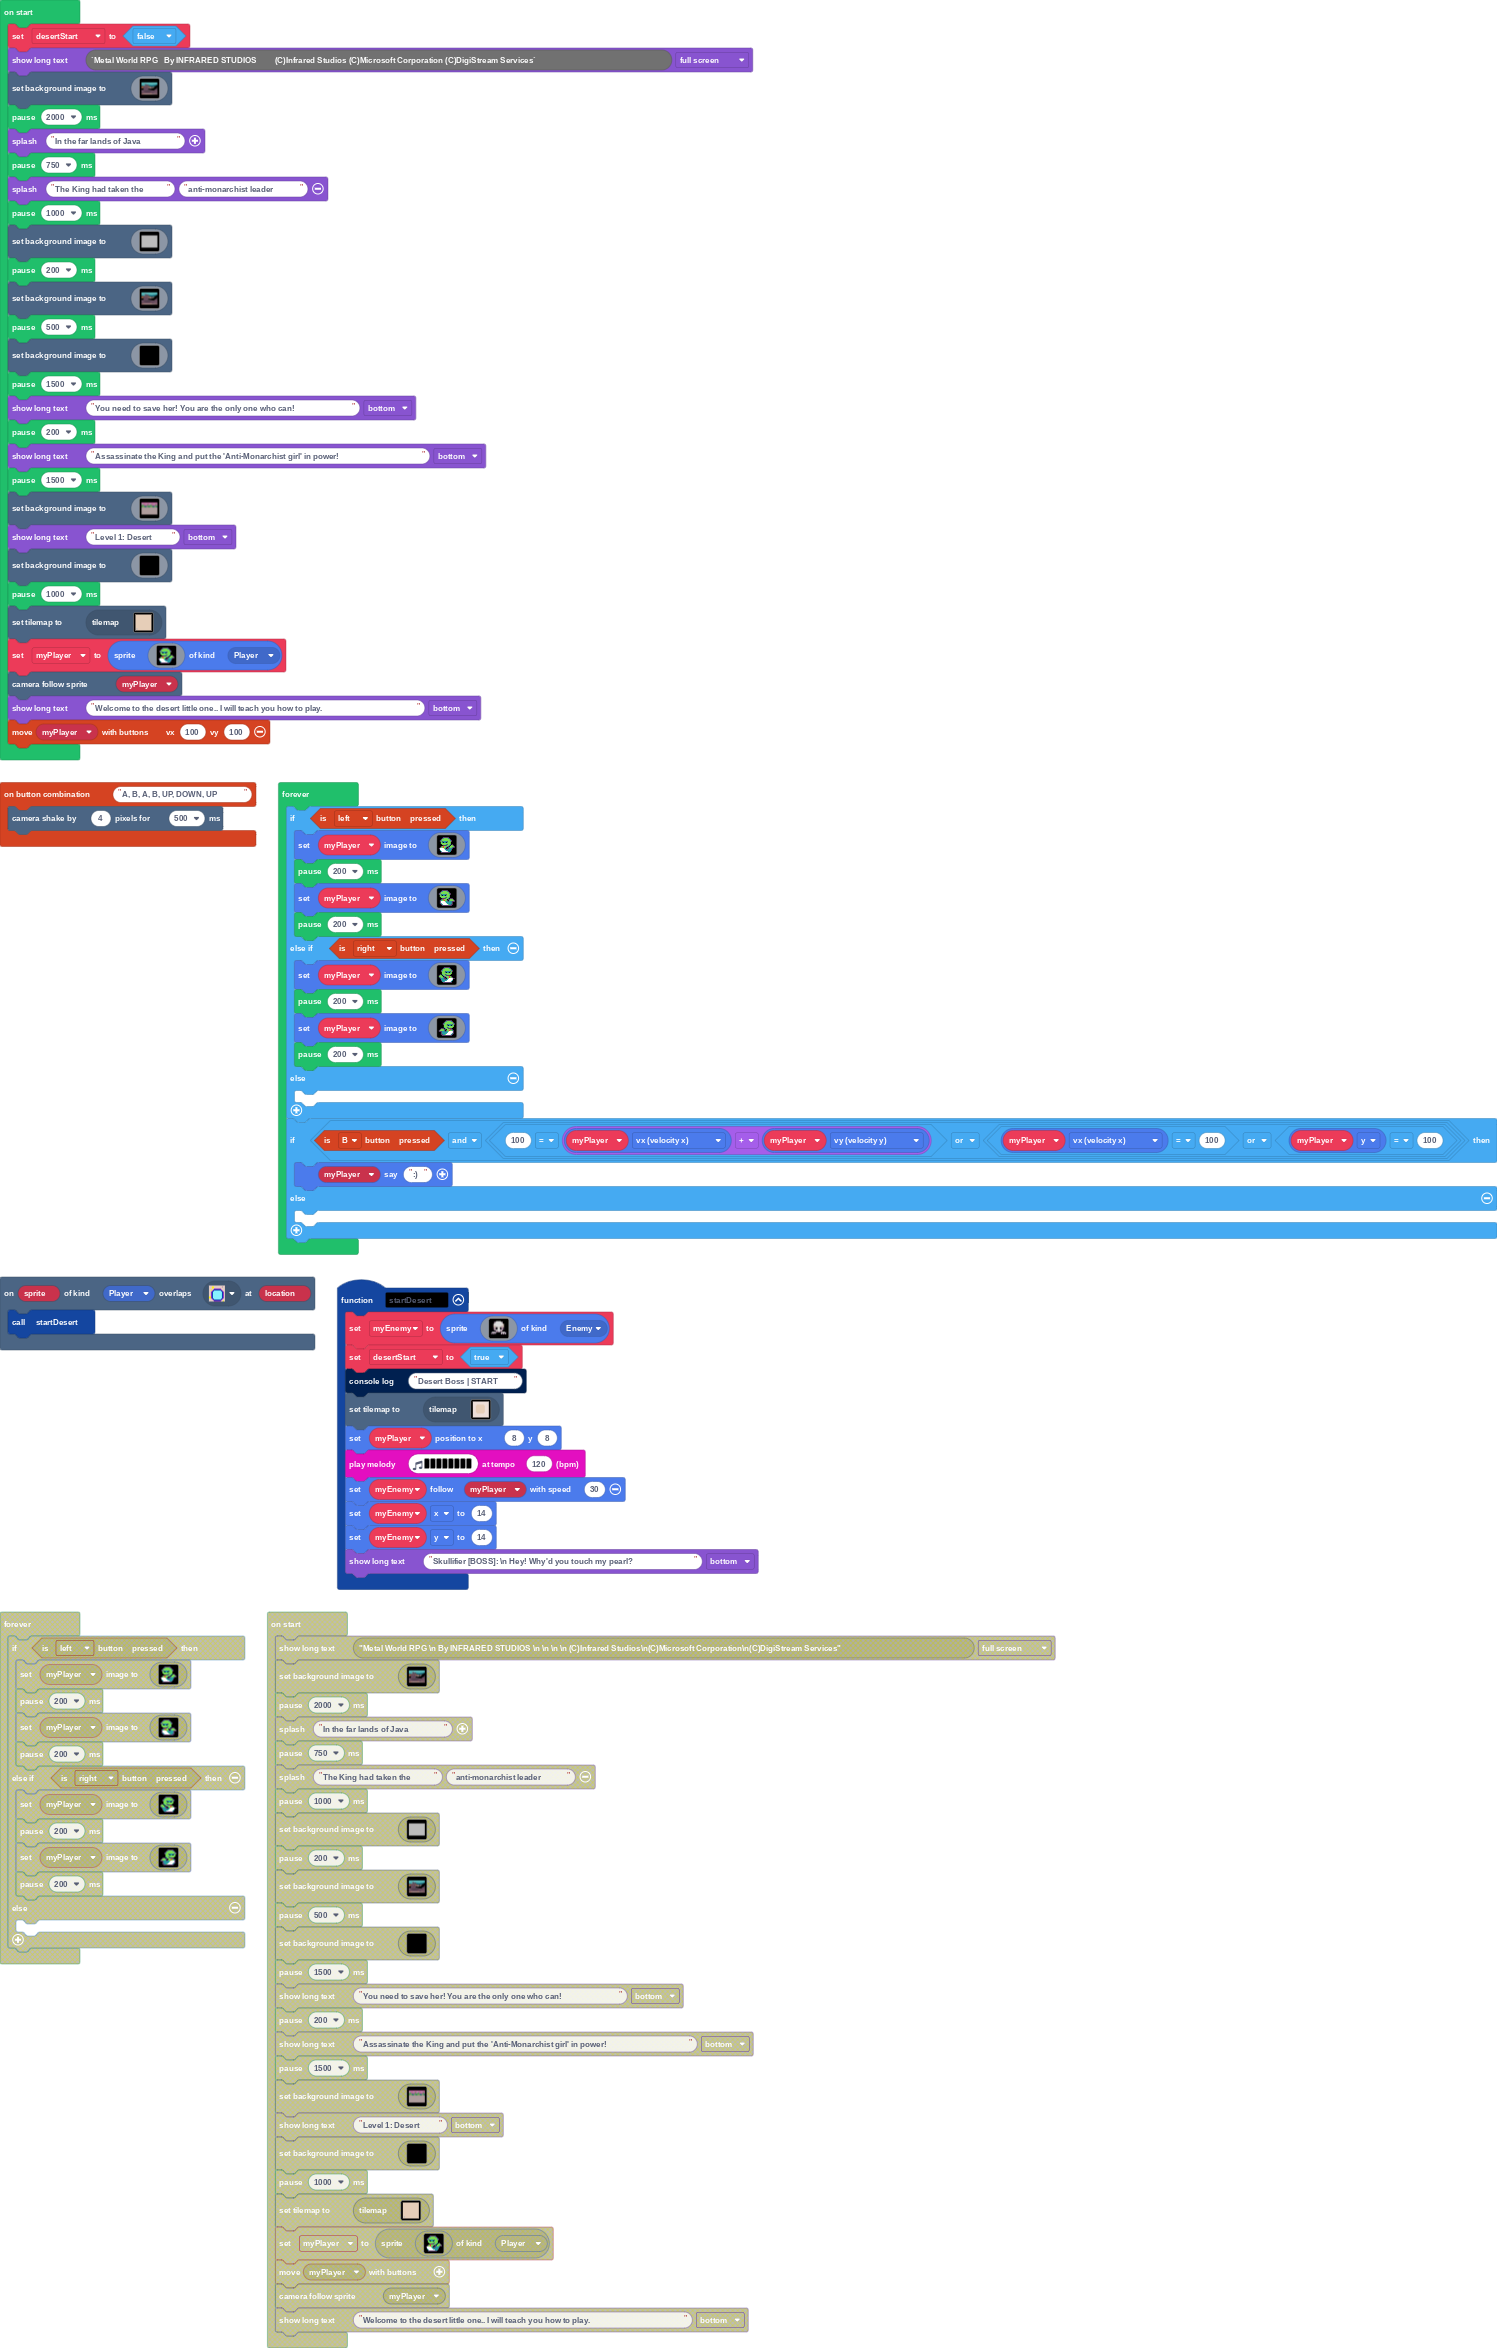 on start
set desertStart to false
show long text `Metal World RPG By INFRARED STUDIOS (C)Infrared Studios (C)Microsoft Corporation (C)DigiStream Services` full screen
set background image to
pause 2000 ms
splash "In the far lands of Java"
pause 750 ms
splash "The King had taken the" "anti-monarchist leader"
pause 1000 ms
set background image to
pause 200 ms
set background image to
pause 500 ms
set background image to
pause 1500 ms
show long text "You need to save her! You are the only one who can!" bottom
pause 200 ms
show long text "Assassinate the King and put the 'Anti-Monarchist girl' in power!" bottom
pause 1500 ms
set background image to
show long text "Level 1: Desert" bottom
set background image to
pause 1000 ms
set tilemap to tilemap
set myPlayer to sprite of kind Player
camera follow sprite myPlayer
show long text "Welcome to the desert little one.. I will teach you how to play." bottom
move myPlayer with buttons vx 100 vy 100
on button combination "A, B, A, B, UP, DOWN, UP"
camera shake by 4 pixels for 500 ms
forever
if is left button pressed then
set myPlayer image to
pause 200 ms
set myPlayer image to
pause 200 ms
else if is right button pressed then
set myPlayer image to
pause 200 ms
set myPlayer image to
pause 200 ms
else
if is B button pressed and 100 = myPlayer vx (velocity x) + myPlayer vy (velocity y) or myPlayer vx (velocity x) = 100 or myPlayer y = 100 then
myPlayer say ":)"
else
on sprite of kind Player overlaps at location
call startDesert
function startDesert
set myEnemy to sprite of kind Enemy
set desertStart to true
console log "Desert Boss | START"
set tilemap to tilemap
set myPlayer position to x 8 y 8
play melody at tempo 120 (bpm)
set myEnemy follow myPlayer with speed 30
set myEnemy x to 14
set myEnemy y to 14
show long text "Skullifier [BOSS]: \n Hey! Why'd you touch my pearl?" bottom
forever
if is left button pressed then
set myPlayer image to
pause 200 ms
set myPlayer image to
pause 200 ms
else if is right button pressed then
set myPlayer image to
pause 200 ms
set myPlayer image to
pause 200 ms
else
on start
show long text "Metal World RPG \n By INFRARED STUDIOS \n \n \n \n (C)Infrared Studios\n(C)Microsoft Corporation\n(C)DigiStream Services" full screen
set background image to
pause 2000 ms
splash "In the far lands of Java"
pause 750 ms
splash "The King had taken the" "anti-monarchist leader"
pause 1000 ms
set background image to
pause 200 ms
set background image to
pause 500 ms
set background image to
pause 1500 ms
show long text "You need to save her! You are the only one who can!" bottom
pause 200 ms
show long text "Assassinate the King and put the 'Anti-Monarchist girl' in power!" bottom
pause 1500 ms
set background image to
show long text "Level 1: Desert" bottom
set background image to
pause 1000 ms
set tilemap to tilemap
set myPlayer to sprite of kind Player
move myPlayer with buttons
camera follow sprite myPlayer
show long text "Welcome to the desert little one.. I will teach you how to play." bottom